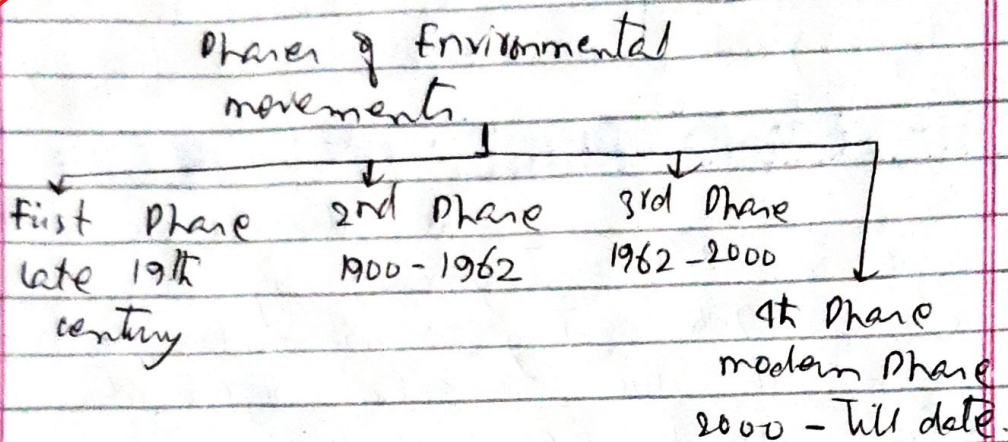 Phases of Environmental
movements.
First Phase 2nd Phase 3rd Phase
late 19th 1900 - 1962 1962 - 2000
century
4th Phase
modern Phase
2000 - Till date.